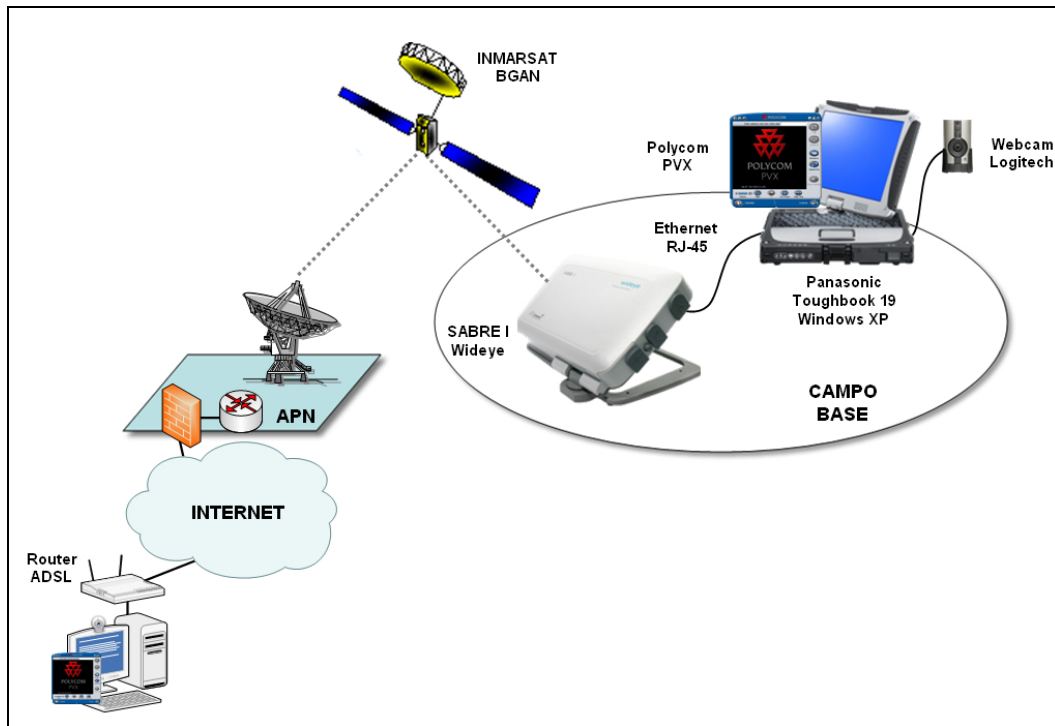 INMARSAT
BGAN
Polycom
PVX
POLYCOM
PVX
Webcam
Logitech
Ethernet
RJ-45
wideye
SABRE I
Wideye
Panasonic
Toughbook 19
Windows XP
CAMPO
BASE
APN
INTERNET
Router
ADSL
POLYCOM
PVX